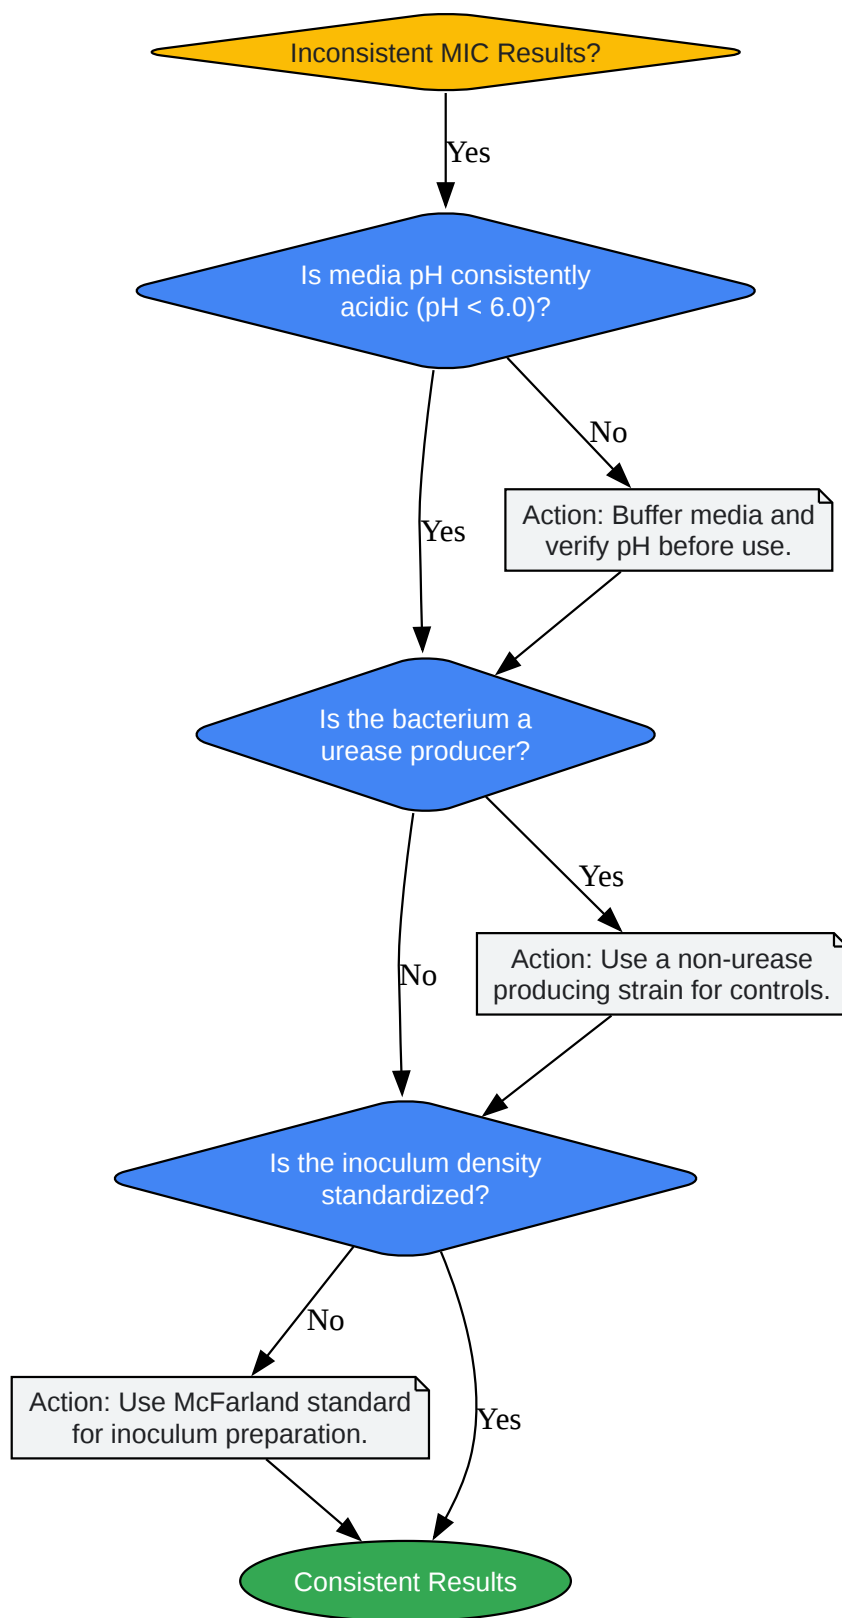 Inconsistent MIC Results?
Yes
Is media pH consistently
acidic (pH < 6.0)?
No
Action: Buffer media and
verify pH before use.
Yes
Is the bacterium a
urease producer?
Yes
Action: Use a non-urease
producing strain for controls.
No
Is the inoculum density
standardized?
No
Action: Use McFarland standard
for inoculum preparation.
Yes
Consistent Results